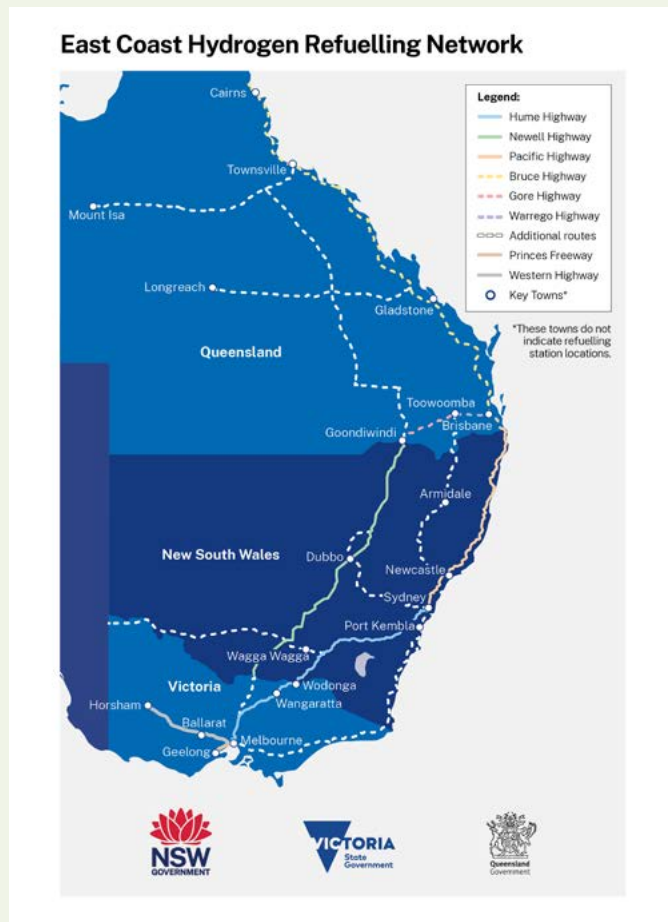 East Coast Hydrogen Refuelling Network
Cairns
Townsville
Mount Isa
Longreach
Gladstone
Queensland
Toowoomba
Brisbane
Goondiwindi
Armidale
New South Wales
Dubbo
Newcastle
Sydney
Port Kembla
Wagga Wagga
Victoria
Wodonga
Horsham
Wangaratta
Ballarat
Melbourne
Geelong
Legend:
Hume Highway
Newell Highway
Pacific Highway
Bruce Highway
Gore Highway
Warrego Highway
Additional routes
Princes Freeway
Western Highway
Key Towns*
*These towns do not
indicate refuelling
station locations.
NSW
GOVERNMENT
VICTORIA
State
Government
Queensland
Government